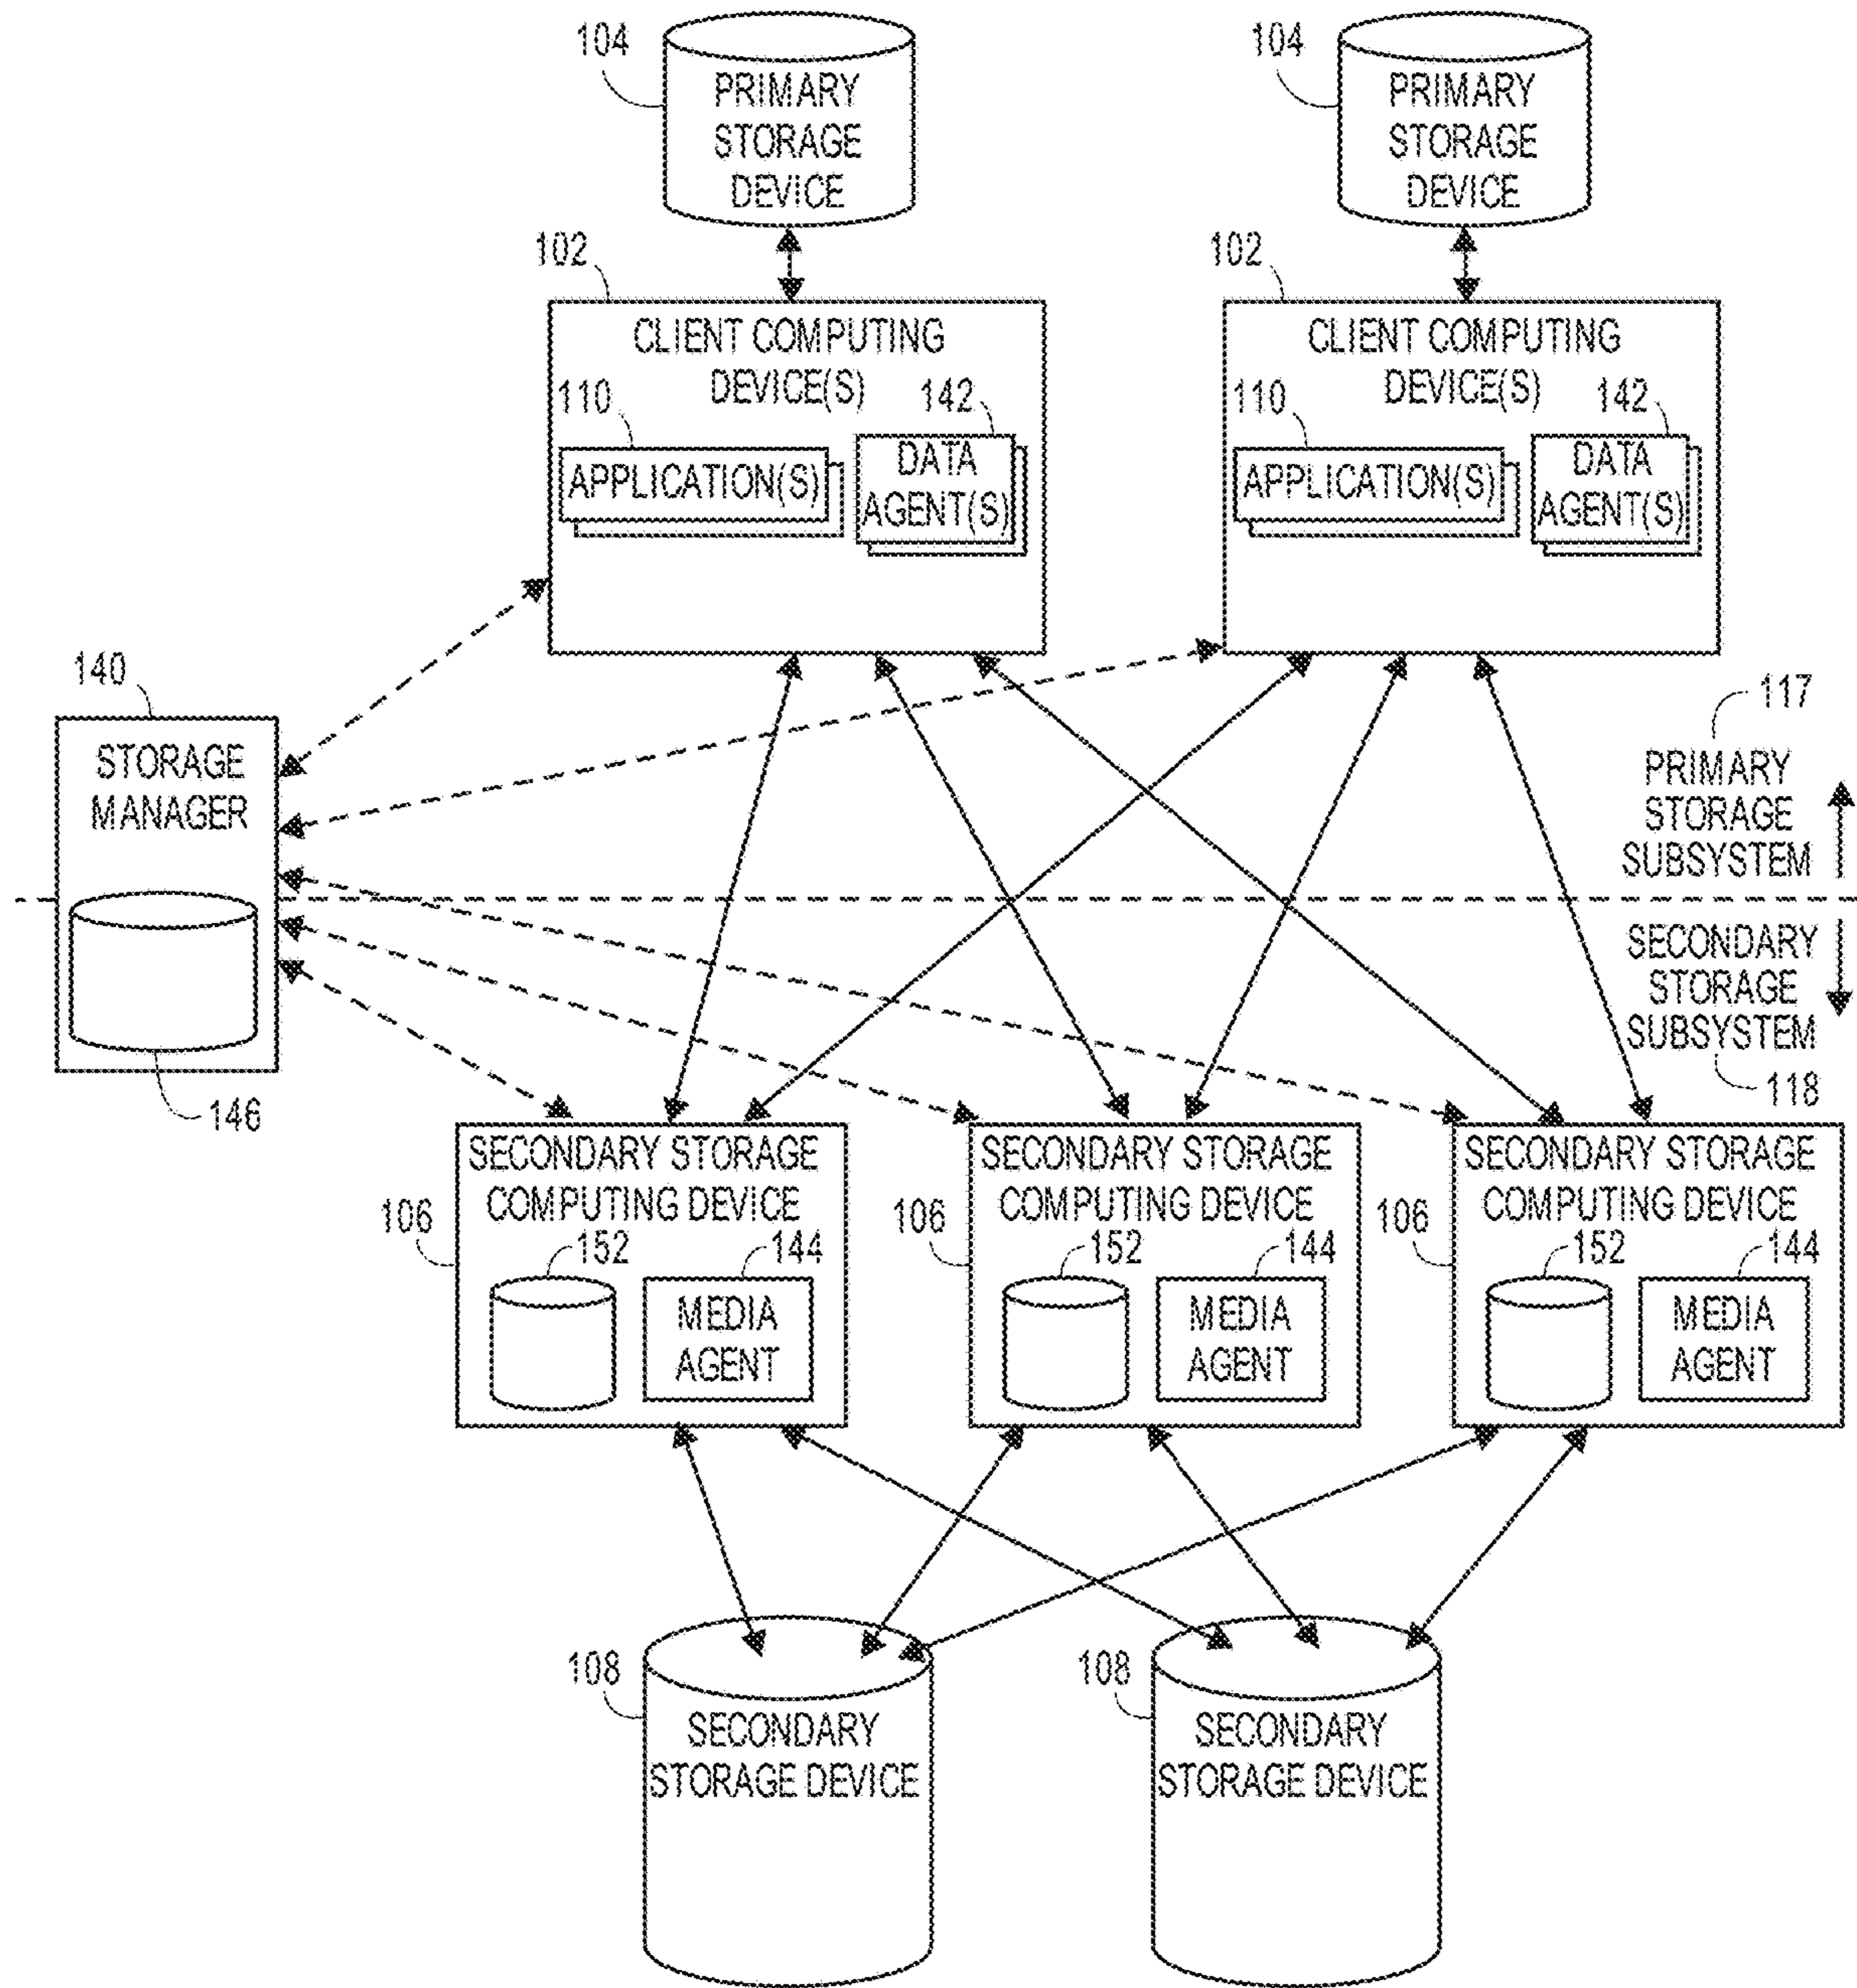 104
PRIMARY
STORAGE
DEVICE
104
PRIMARY
STORAGE
DEVICE
102
CLIENT COMPUTING
DEVICE(S)
110
142
APPLICATION(S)
DATA
AGENT(S)
102
CLIENT COMPUTING
DEVICE(S)
110
142
APPLICATION(S)
DATA
AGENT(S)
140
STORAGE
MANAGER
146
117
PRIMARY
STORAGE
SUBSYSTEM
SECONDARY
STORAGE
SUBSYSTEM
118
106
SECONDARY STORAGE
COMPUTING DEVICE
152
144
MEDIA
AGENT
106
SECONDARY STORAGE
COMPUTING DEVICE
152
144
MEDIA
AGENT
106
SECONDARY STORAGE
COMPUTING DEVICE
152
144
MEDIA
AGENT
108
SECONDARY
STORAGE DEVICE
108
SECONDARY
STORAGE DEVICE